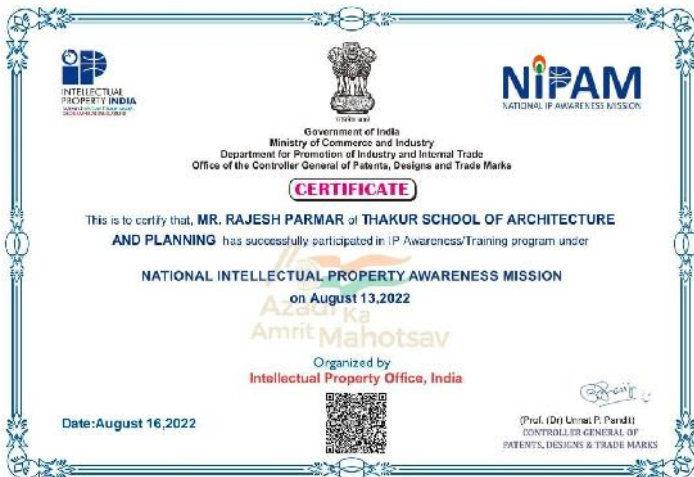 INTELLECTUAL
PROPERTY INDIA
सत्यमेव जयते
NiPAM
NATIONAL IP AWARENESS MISSION
Government of India
Ministry of Commerce and Industry
Department for Promotion of Industry and Internal Trade
Office of the Controller General of Patents, Designs and Trade Marks
CERTIFICATE
This is to certify that, MR. RAJESH PARMAR of THAKUR SCHOOL OF ARCHITECTURE
AND PLANNING has successfully participated in IP Awareness/Training program under
NATIONAL INTELLECTUAL PROPERTY AWARENESS MISSION
on August 13,2022
Azadi Ka
Amrit Mahotsav
Organized by
Intellectual Property Office, India
Date:August 16,2022
(Prof. (Dr) Unnat P. Pandit)
CONTROLLER GENERAL OF
PATENTS, DESIGNS & TRADE MARKS